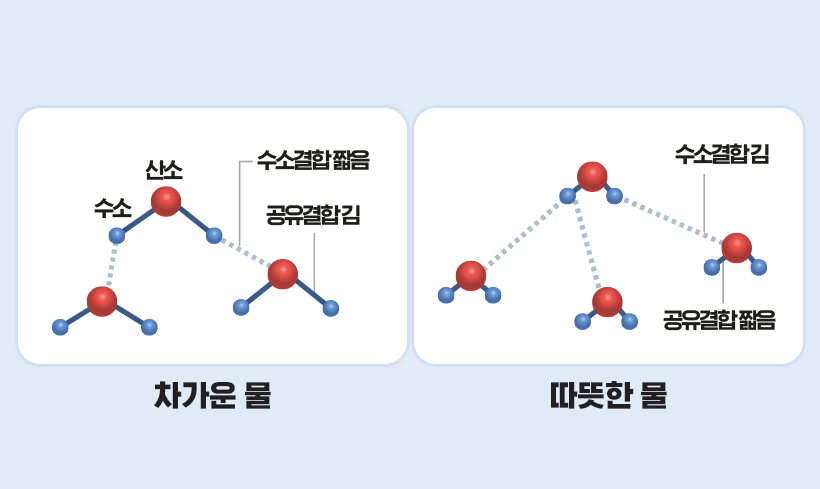 산소
수소
수소결합 짧음
공유결합 김
차가운 물
수소결합 김
공유결합 짧음
따뜻한 물